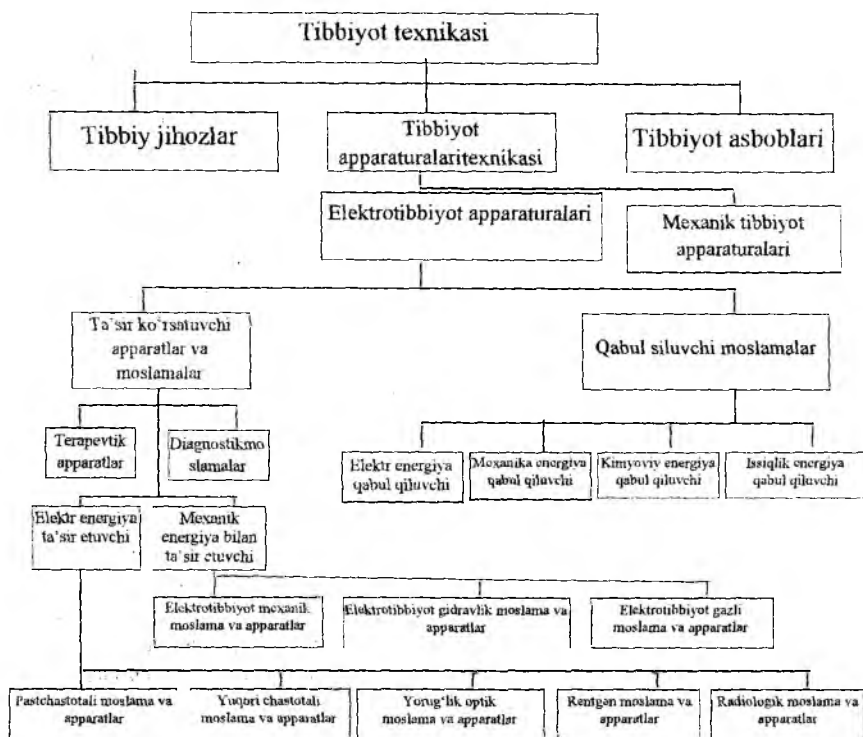 Tibbiyot texnikasi
Tibbiy jihozlar
Tibbiyot
apparaturalaritexnikasi
Tibbiyot asboblari
Elektrotibbiyot apparaturalari
Mexanik tibbiyot
apparaturalari
Ta'sir ko'rsatuvchi
apparatlar va
moslamalar
Qabul siluvchi moslamalar
Terapevtik
apparatlar
Diagnostikmo
slamalar
Elektr energiya
qabul qiluvchi
Mexanika energiya
qabul qiluvchi
Kimyoviy energiya
qabul qiluvchi
Issiqlik energiya
qabul qiluvchi
Elektr energiya
ta'sir etuvchi
Mexanik
energiya bilan
ta'sir etuvchi
Elektrotibbiyot mexanik
moslama va apparatlar
Elektrotibbiyot gidravlik moslama va
apparatlar
Elektrotibbiyot gazli
moslama va apparatlar
Pastchastotali moslama va
apparatlar
Yuqori chastotali
moslama va apparatlar
Yorug'lik optik
moslama va apparatlar
Rentgen moslama va
apparatlar
Radiologik moslama va
apparatlar